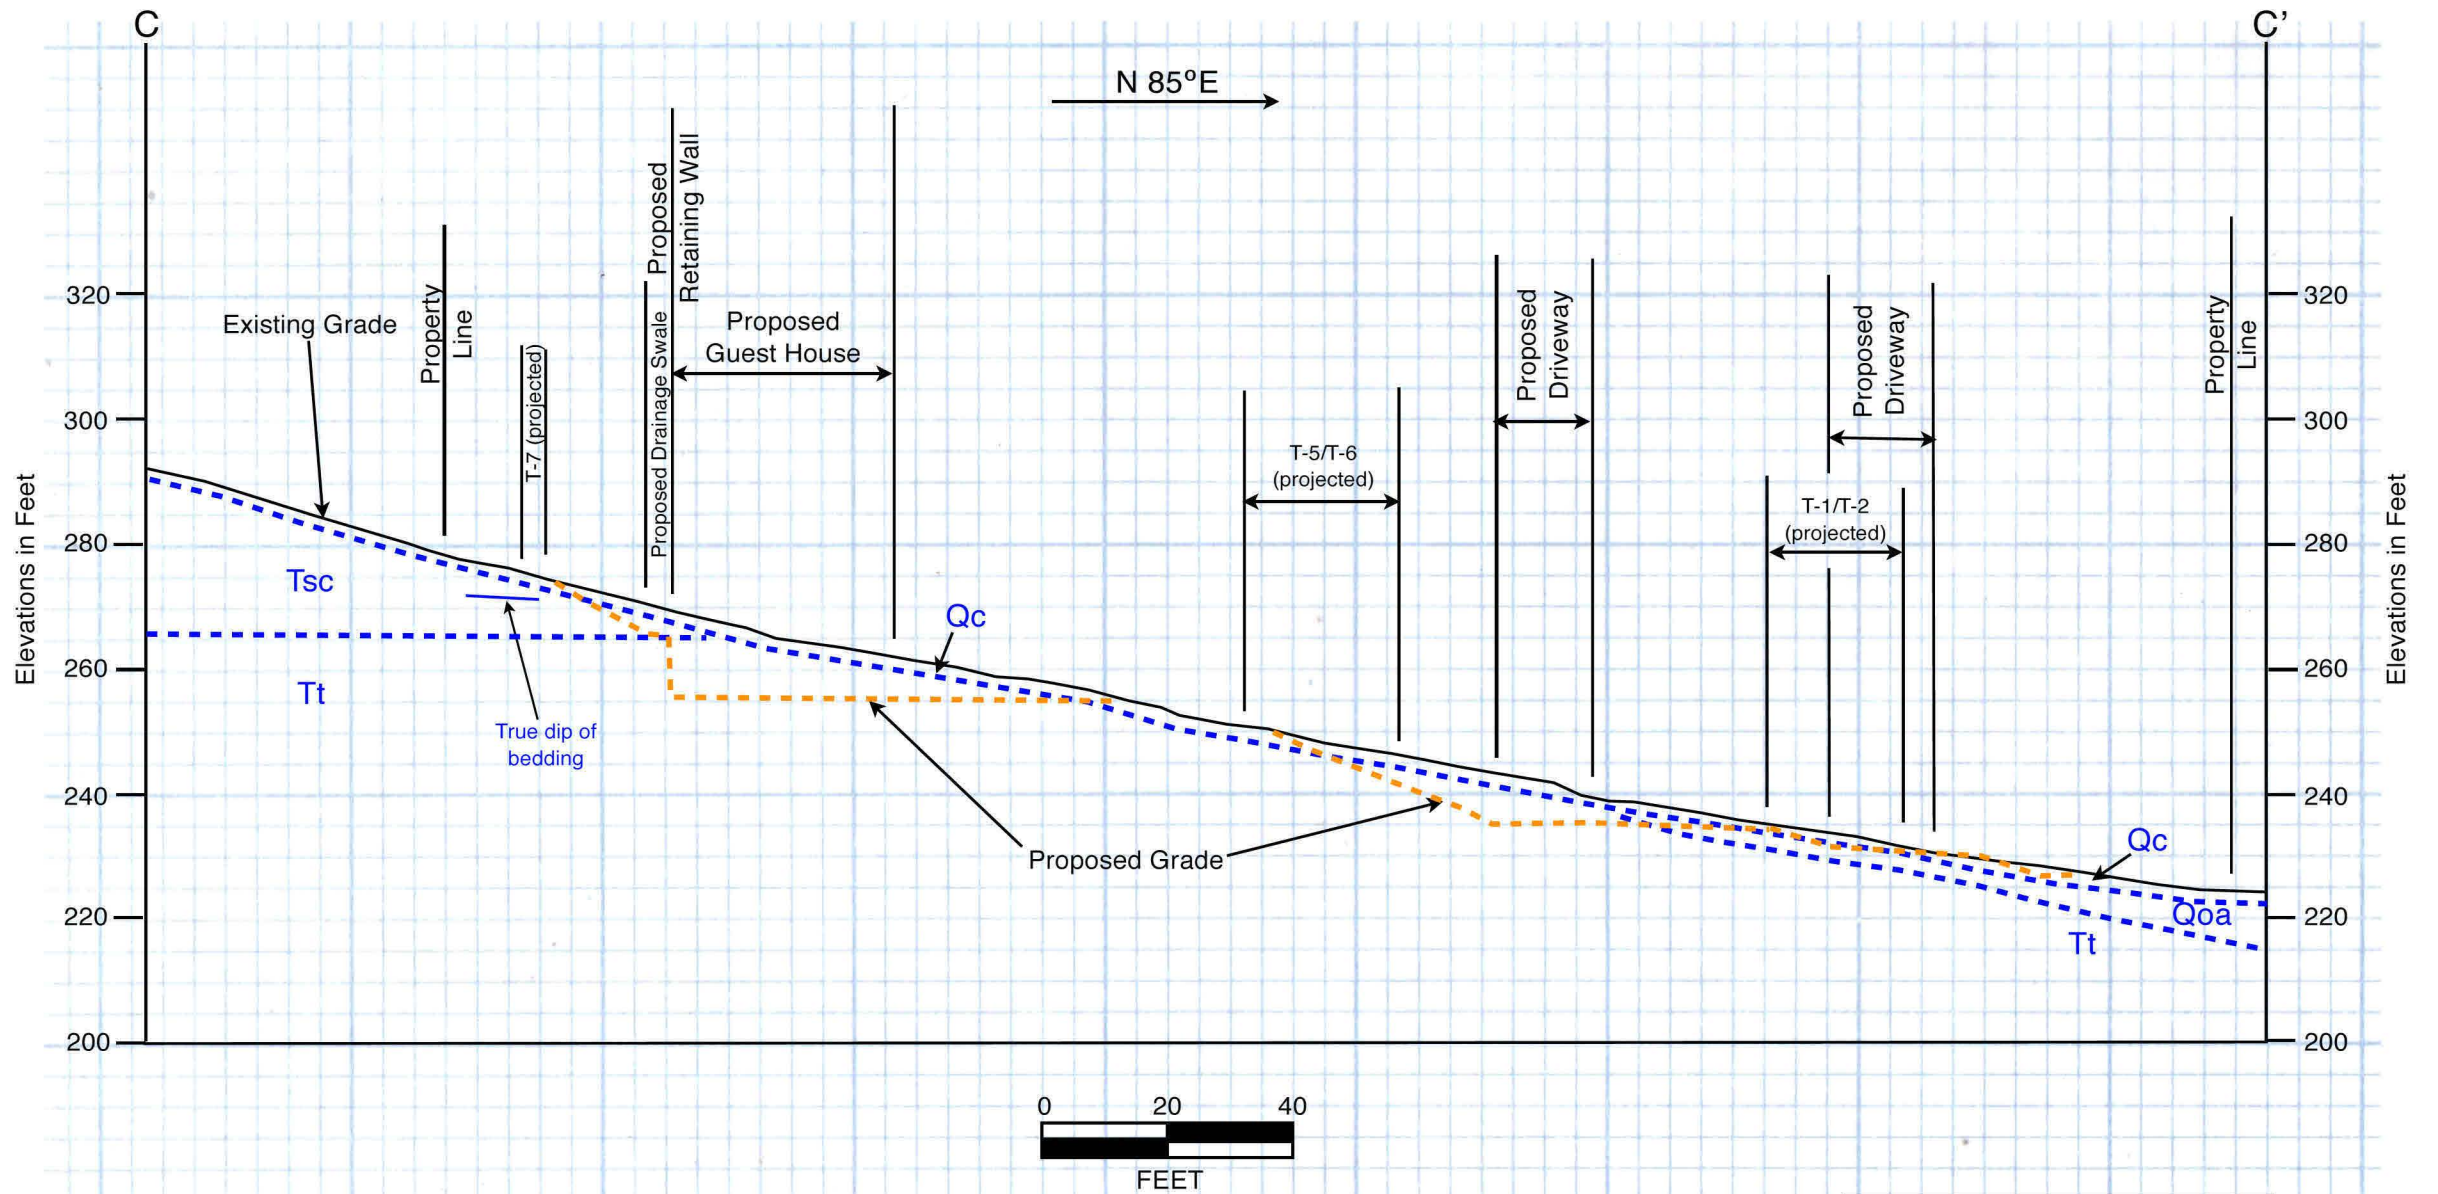 C
C’
N 85ºE
Proposed
Retaining Wall
320
320
Existing Grade
Property
Line
T-7 (projected)
Proposed Drainage Swale
Proposed
Guest House
Proposed
Driveway
Proposed
Driveway
Property
Line
300
300
T-5/T-6
(projected)
T-1/T-2
(projected)
Elevations in Feet
Elevations in Feet
280
280
Tsc
Qc
260
260
Tt
True dip of
bedding
240
240
Proposed Grade
Qc
220
220
Qoa
Tt
200
200
0 20 40
FEET